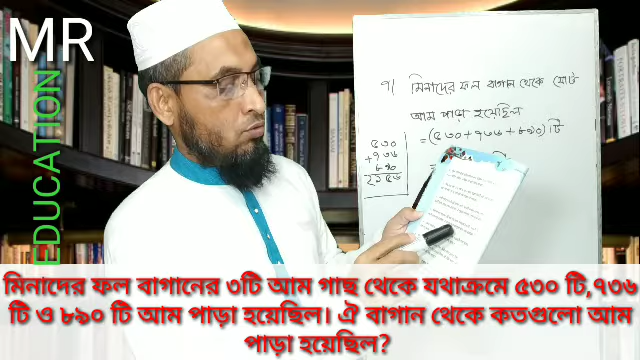 MR
EDUCATION
৭। মিনাদের ফল বাগান থেকে মোট
আম পাড়া হয়েছিল
= (৫৩০+৭৩৬+৮৯০) টি
=
টি
৫৩০
+৭৩৬
৮৯০
২১৫৬
মিনাদের ফল বাগানের ৩টি আম গাছ থেকে যথাক্রমে ৫৩০ টি,৭৩৬
টি ও ৮৯০ টি আম পাড়া হয়েছিল। ঐ বাগান থেকে কতগুলো আম
পাড়া হয়েছিল?